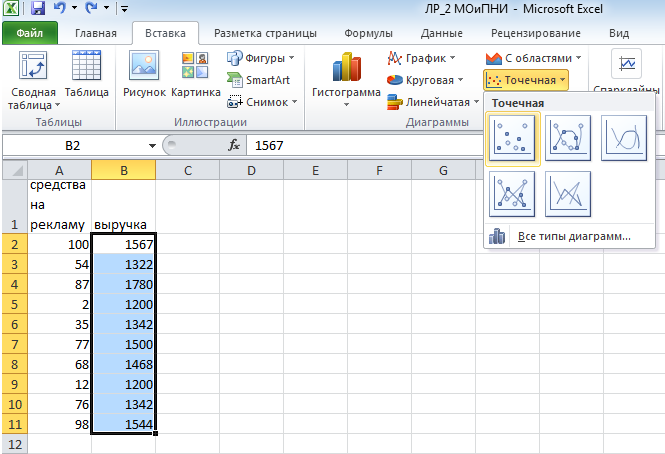 ЛР_2 МОиПНИ - Microsoft Excel
Файл Главная Вставка Разметка страницы Формулы Данные Рецензирование Вид
Сводная таблица Таблица
Таблицы
Рисунок Картинка
Фигуры
SmartArt
Снимок
Иллюстрации
Гистограмма
График
Круговая
Линейчатая
Диаграммы
С областями
Точечная
Спарклайны
Точечная
Все типы диаграмм...
B2 fx 1567
A B C D E F G
1 средства на рекламу выручка
2 100 1567
3 54 1322
4 87 1780
5 2 1200
6 35 1342
7 77 1500
8 68 1468
9 12 1200
10 76 1342
11 98 1544
12